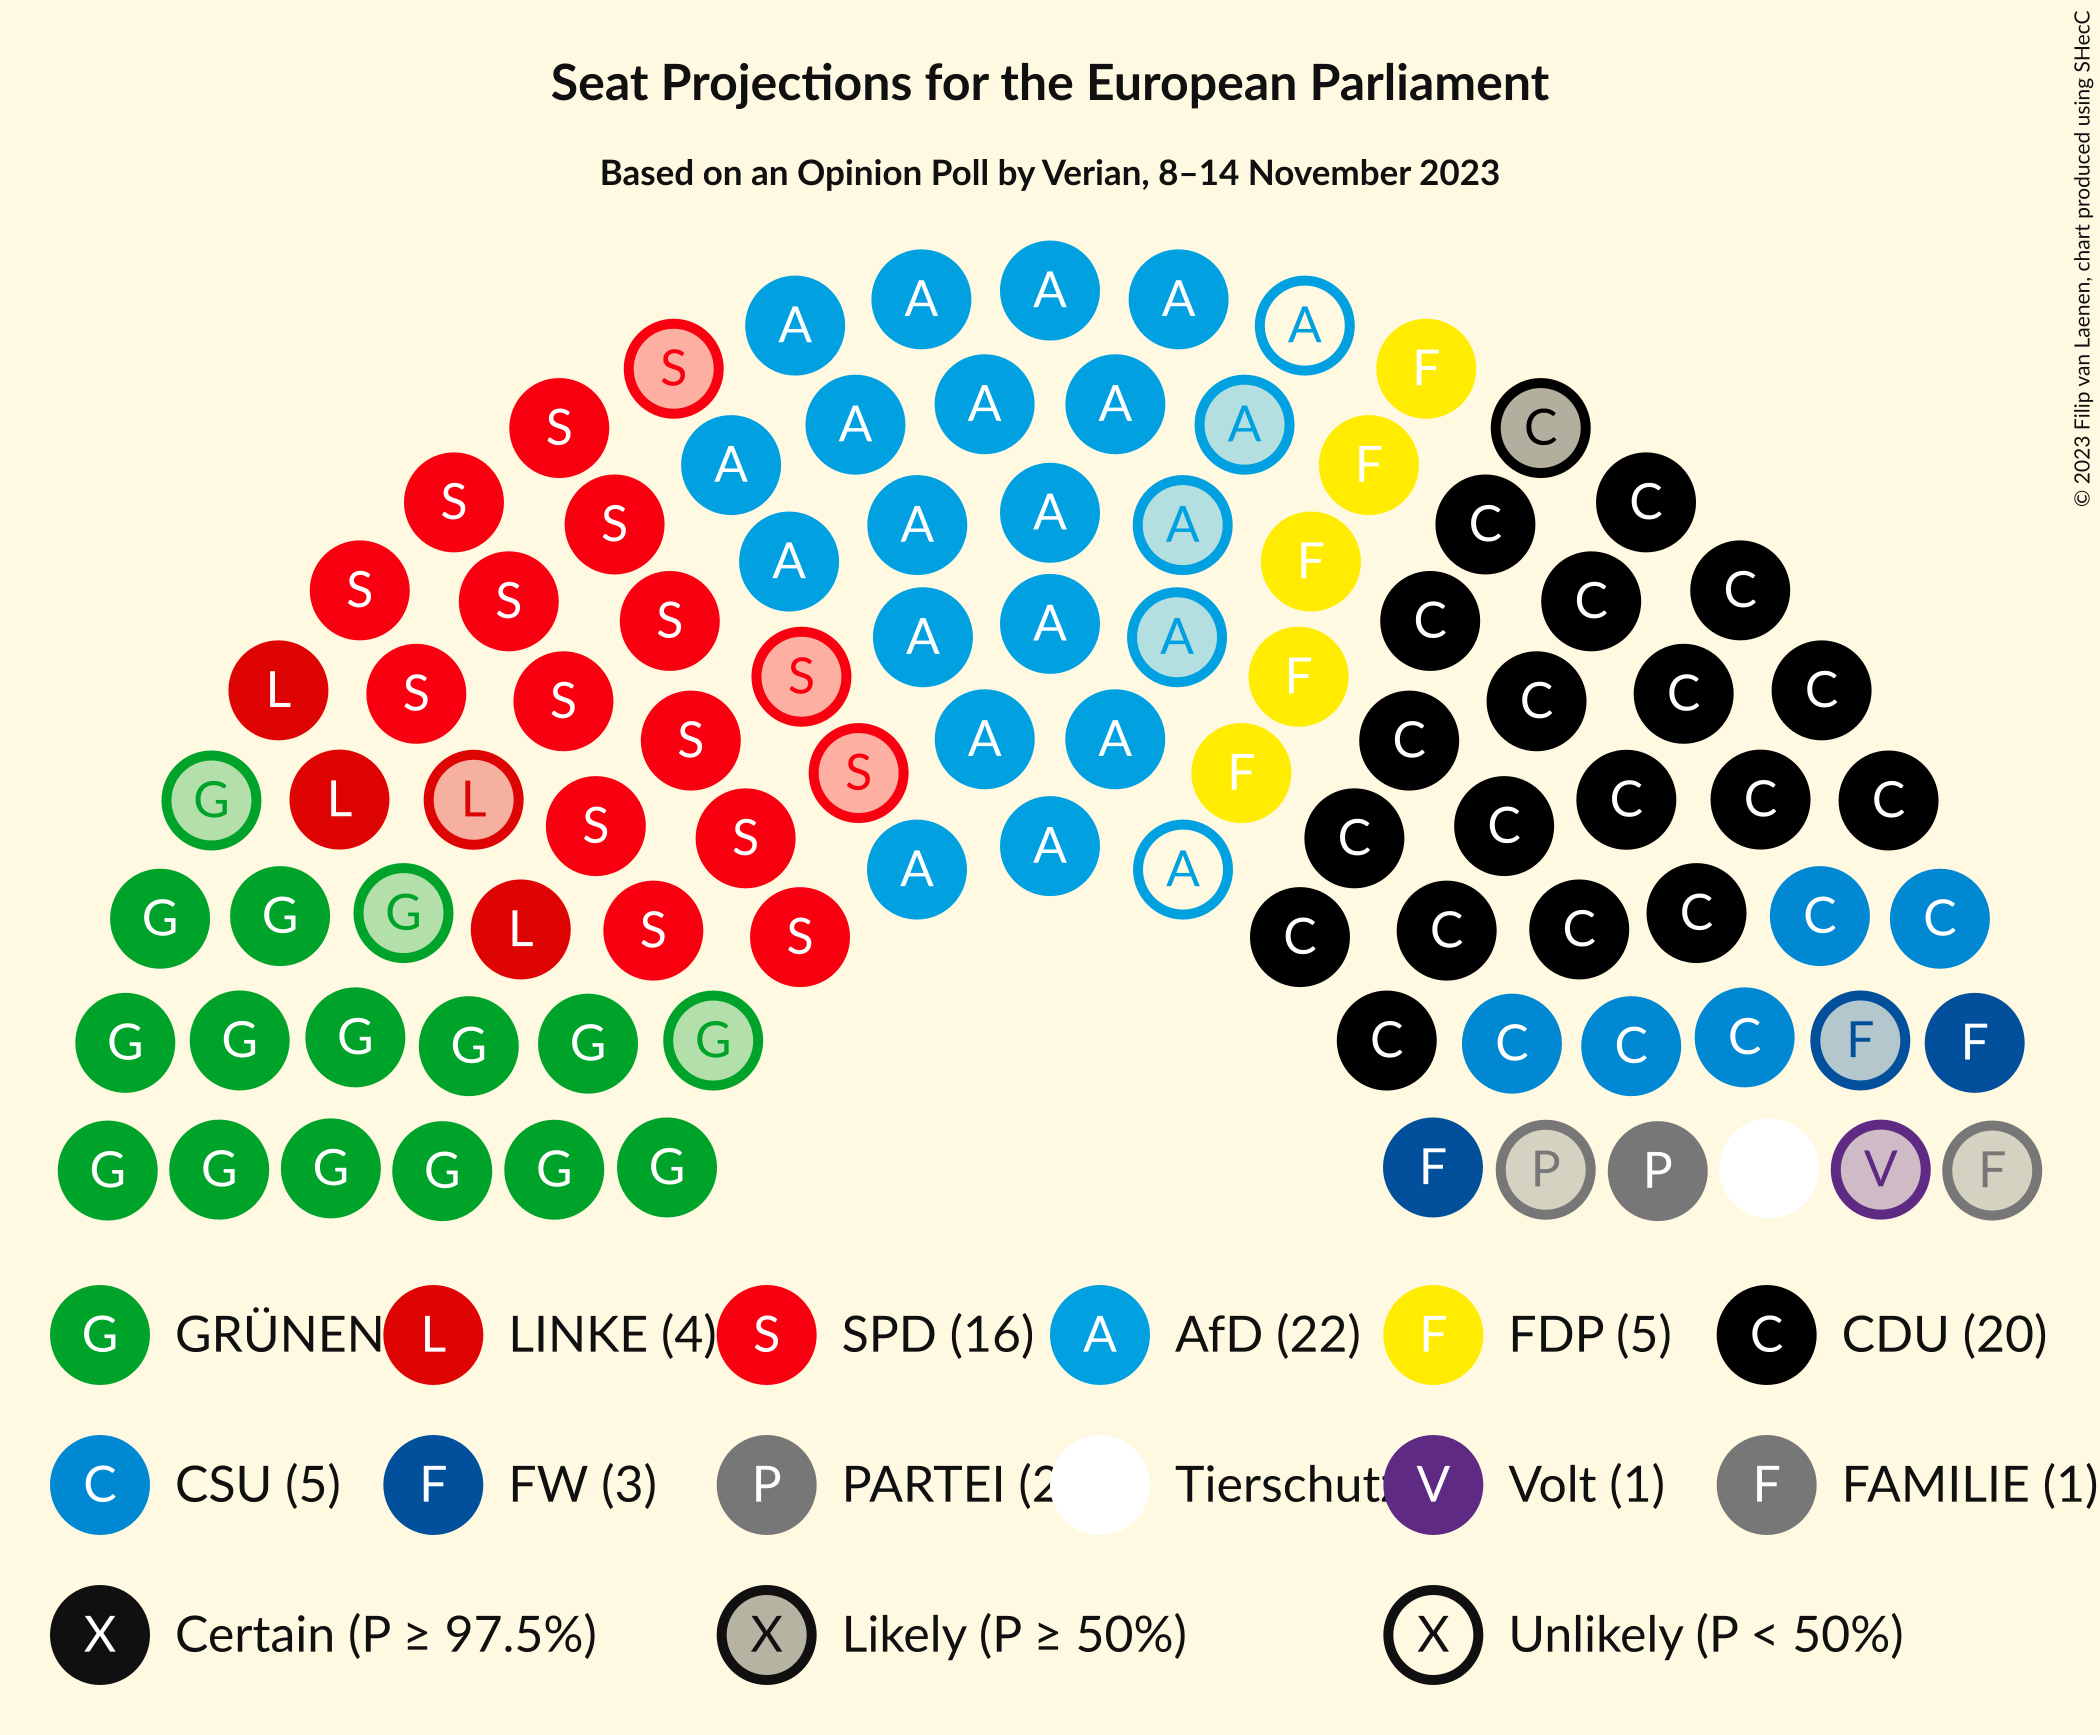 Seat Projections for the European Parliament
Based on an Opinion Poll by Verian, 8–14 November 2023
© 2023 Filip van Laenen, chart produced using SHecC
A
A A
A A
S F
S C
A A A
A A
S C
A F
S S C C
A A A
A F
S S C C
A
A A A
S S C C
S F
L S S C C C
S C
A A
S F
G L L C C C
S C
S C
A
A A
G G G L S S C C C C C C
G G G G G G C C C C F F
G G G G G G F P P V F
G GRÜNEN L LINKE (4) S SPD (16) A AfD (22) F FDP (5) C CDU (20)
C CSU (5) F FW (3) P PARTEI (2 Tierschutz V Volt (1) F FAMILIE (1)
X Certain (P ≥ 97.5%) X Likely (P ≥ 50%) X Unlikely (P < 50%)